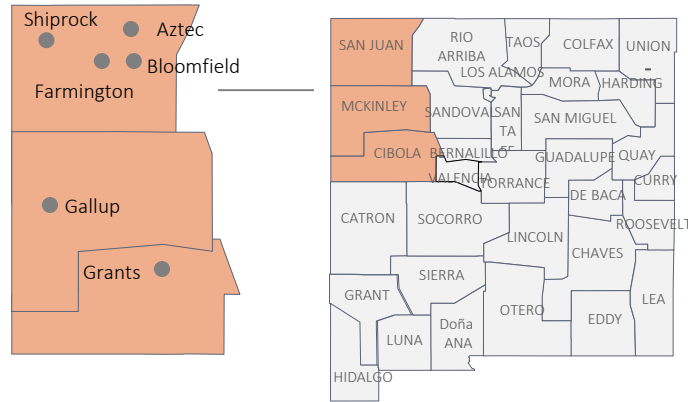 Shiprock
Aztec
Bloomfield
Farmington
Gallup
Grants
SAN JUAN
RIO
ARRIBA
TAOS
COLFAX
UNION
LOS ALAMOS
MORA
HARDING
MCKINLEY
SANDOVAL
SAN
TA
SAN MIGUEL
CIBOLA
BERNALILLO
GUADALUPE
QUAY
VALENCIA
TORRANCE
CURRY
DE BACA
CATRON
SOCORRO
ROOSEVELT
LINCOLN
CHAVES
SIERRA
GRANT
OTERO
LEA
LUNA
Doña
ANA
EDDY
HIDALGO